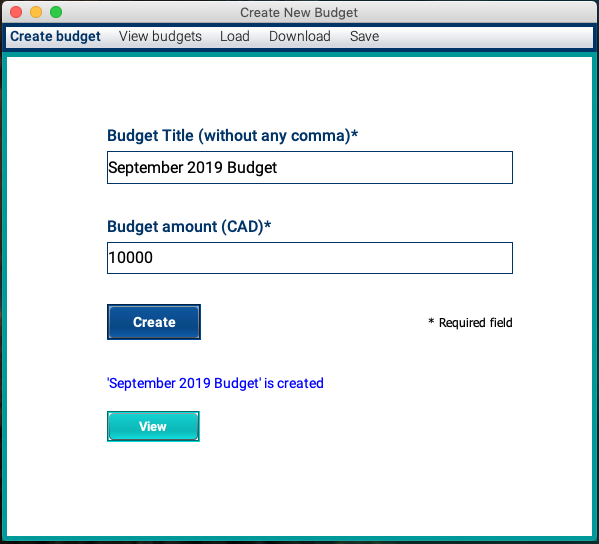 Create New Budget
Create budget View budgets Load Download Save
Budget Title (without any comma)*
September 2019 Budget
Budget amount (CAD)*
10000
Create * Required field
'September 2019 Budget' is created
View